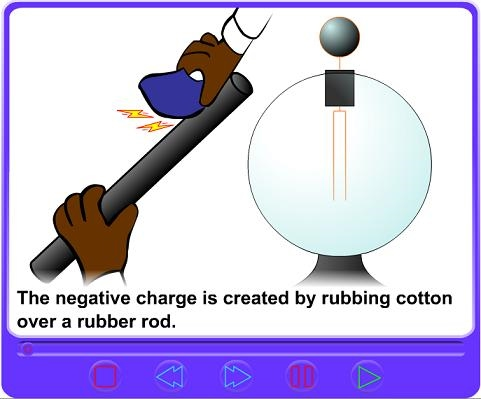 The negative charge is created by rubbing cotton
over a rubber rod.